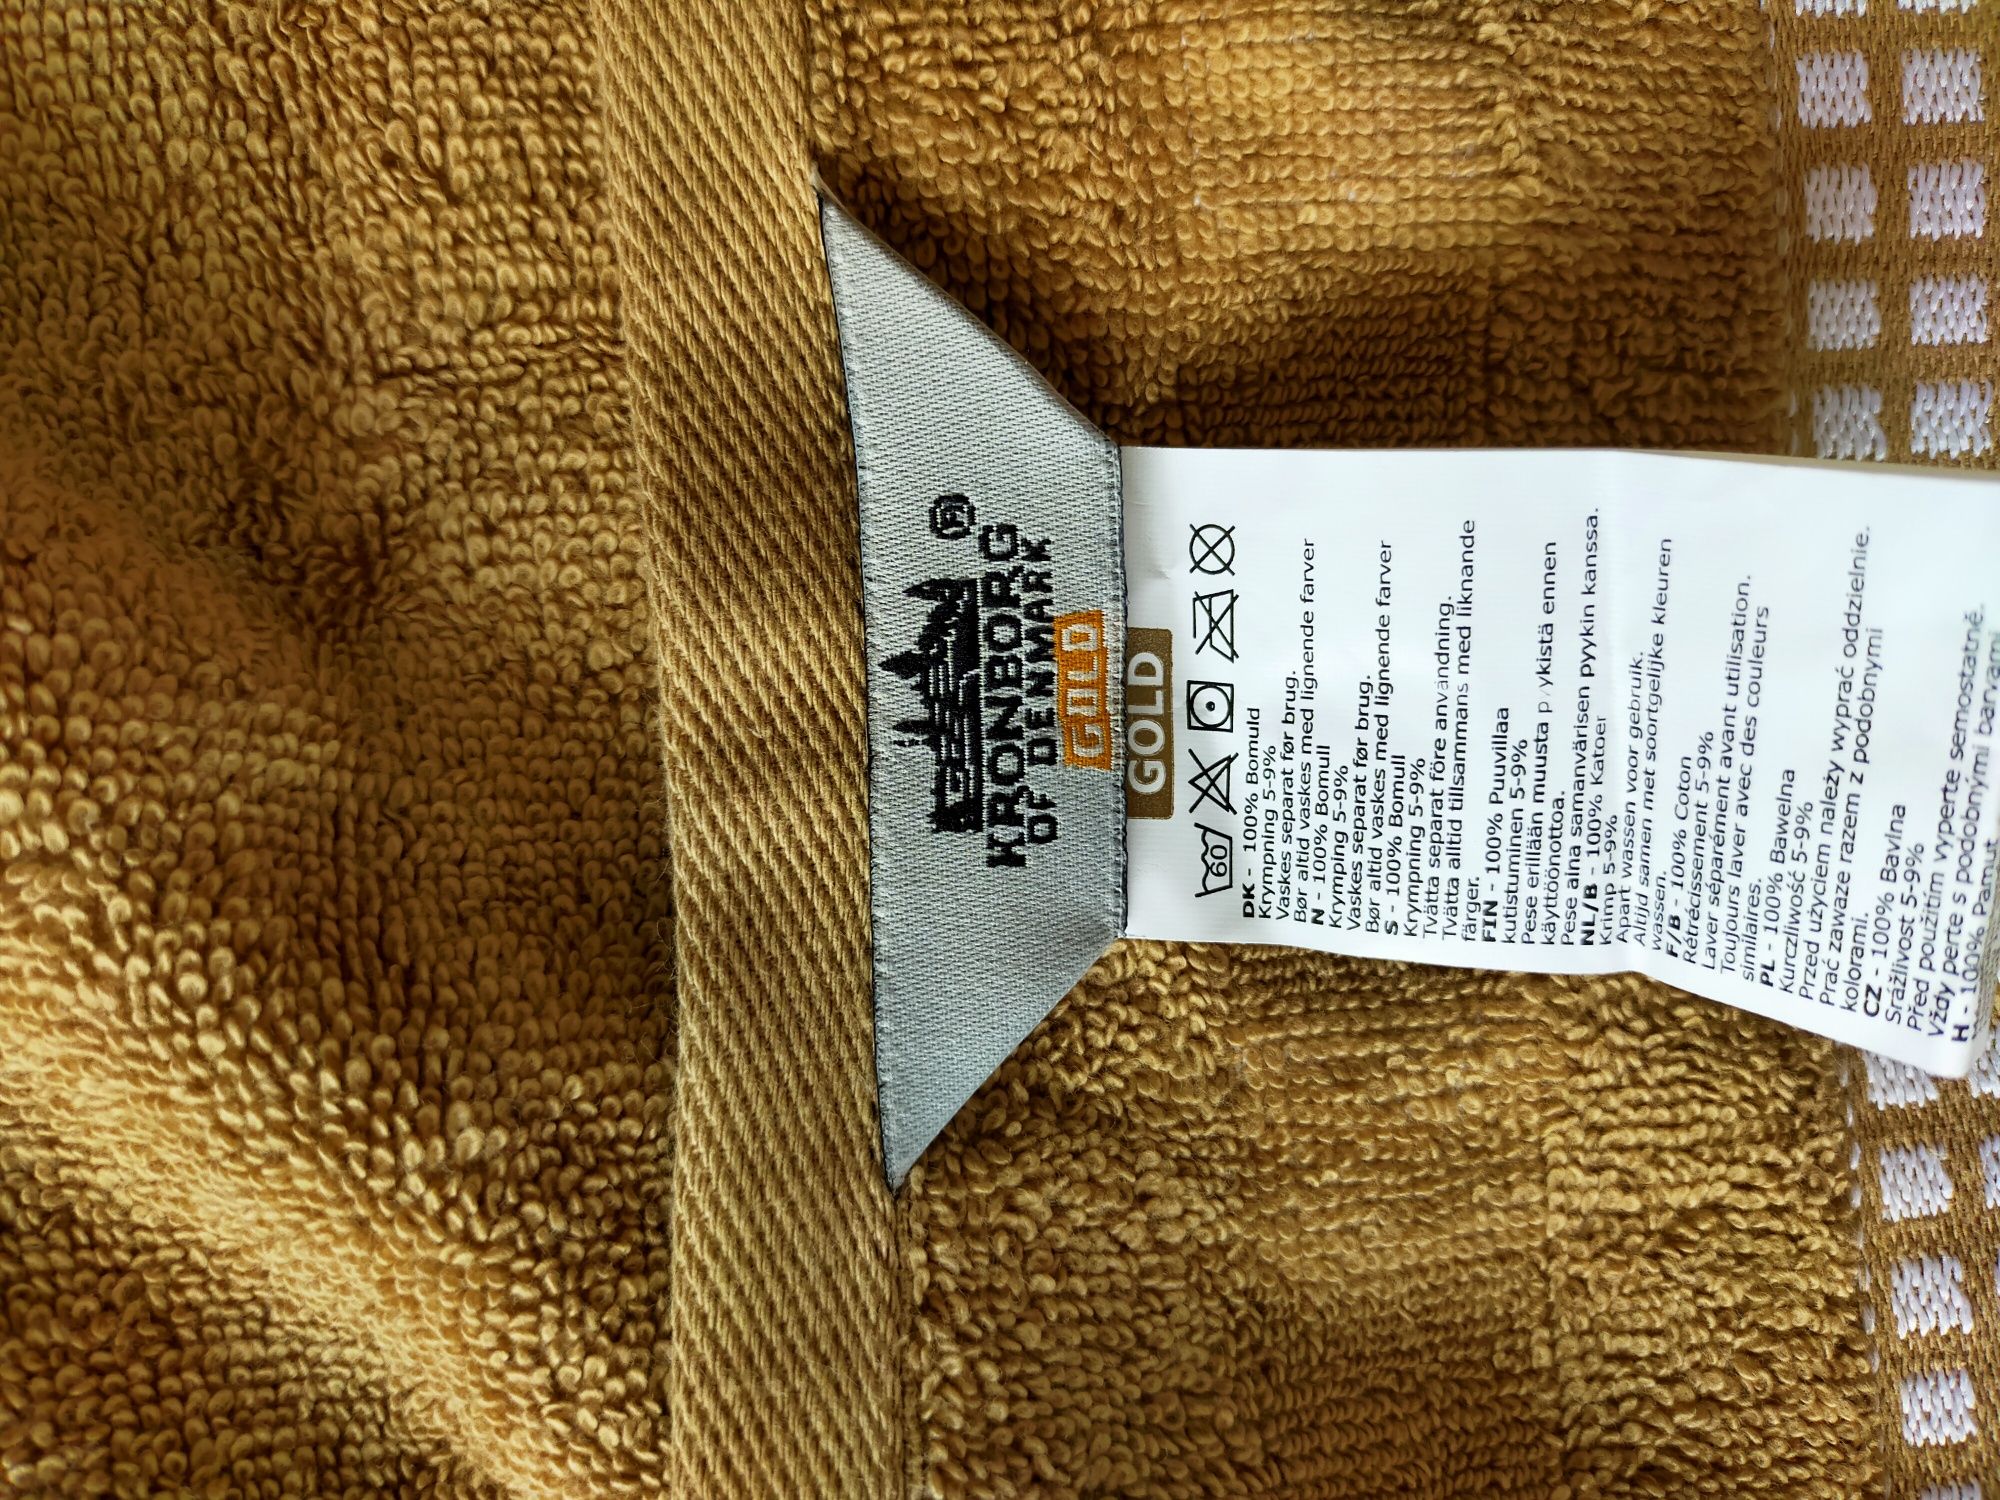 KRONBORG ®
OF DENMARK
GOLD
GOLD
60
DK - 100% Bomuld
Krympning 5-9%
Vaskes separat før brug.
Bør altid vaskes med lignende farver
N - 100% Bomull
Krymping 5-9%
Vaskes separat før brug.
Bør altid vaskes med lignende farver
S - 100% Bomull
Krympning 5-9%
Tvätta separat före användning.
Tvätta alltid tillsammans med liknande
färger.
FIN - 100% Puuvillaa
kutistuminen 5-9%
Pese erillään muusta pyykistä ennen
käyttöönottoa.
Pese aina samanvärisen pyykin kanssa.
NL/B - 100% Katoer
Krimp 5-9%
Apart wassen voor gebruik.
Altijd samen met soortgelijke kleuren
wassen.
F/B - 100% Coton
Rétrécissement 5-9%
Laver séparément avant utilisation.
Toujours laver avec des couleurs
similaires.
PL - 100% Bawełna
Kurczliwość 5-9%
Przed użyciem należy wyprać oddzielnie.
Prać zawaze razem z podobnymi
kolorami.
CZ - 100% Bavlna
Srážlivost 5-9%
Před použitím vyperte semostatně.
Vždy perte s podobnými barvami
H - 100% Pamut